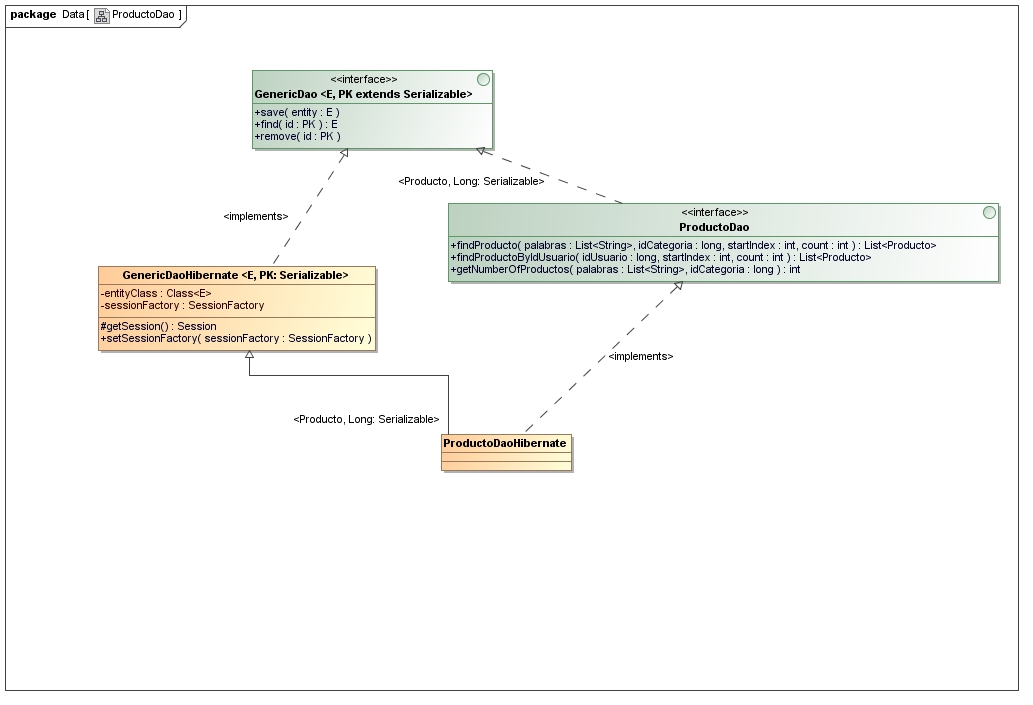 package Data [ ProductoDao ]
<<interface>>
GenericDao <E, PK extends Serializable>
+save( entity : E )
+find( id : PK ) : E
+remove( id : PK )
<Producto, Long: Serializable>
<implements>
<<interface>>
ProductoDao
+findProducto( palabras : List<String>, idCategoria : long, startIndex : int, count : int ) : List<Producto>
+findProductoByIdUsuario( idUsuario : long, startIndex : int, count : int ) : List<Producto>
+getNumberOfProductos( palabras : List<String>, idCategoria : long ) : int
GenericDaoHibernate <E, PK: Serializable>
-entityClass : Class<E>
-sessionFactory : SessionFactory
#getSession() : Session
+setSessionFactory( sessionFactory : SessionFactory )
<implements>
<Producto, Long: Serializable>
ProductoDaoHibernate